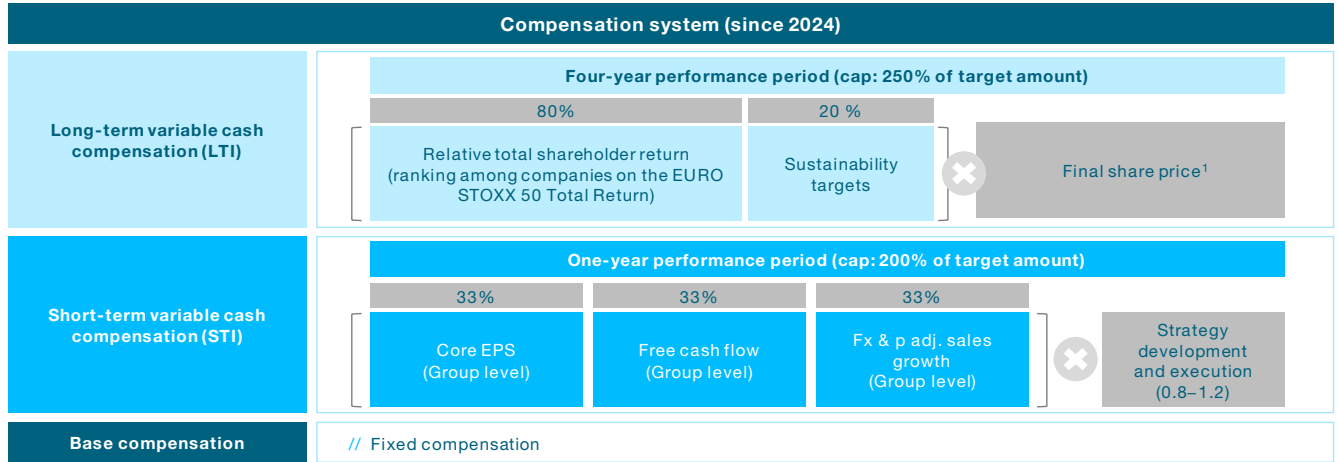 Compensation system (since 2024)
Long-term variable cash
compensation (LTI)
Four-year performance period (cap: 250% of target amount)
80%
20 %
Relative total shareholder return
(ranking among companies on the EURO
STOXX 50 Total Return)
Sustainability
targets
Final share price¹
Short-term variable cash
compensation (STI)
One-year performance period (cap: 200% of target amount)
33%
33%
33%
Core EPS
(Group level)
Free cash flow
(Group level)
Fx & p adj. sales
growth
(Group level)
Strategy
development
and execution
(0.8–1.2)
Base compensation
// Fixed compensation